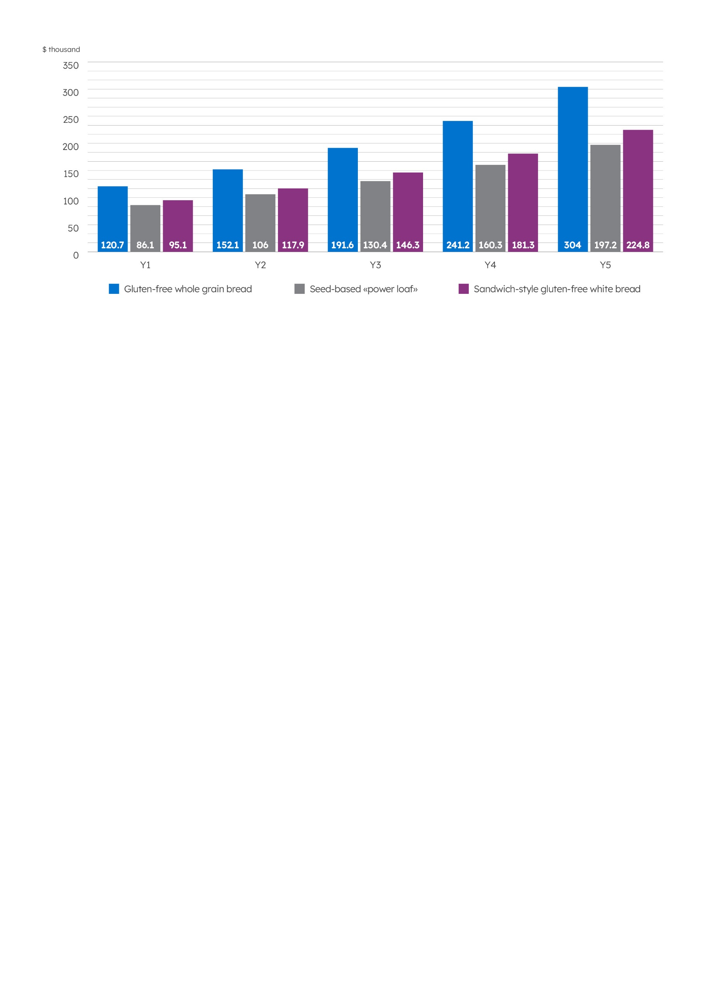 $ thousand
350
300
250
200
150
100
50
0
120.7 86.1 95.1 152.1 106 117.9 191.6 130.4 146.3 241.2 160.3 181.3 304 197.2 224.8
Y1 Y2 Y3 Y4 Y5
Gluten-free whole grain bread Seed-based «power loaf» Sandwich-style gluten-free white bread